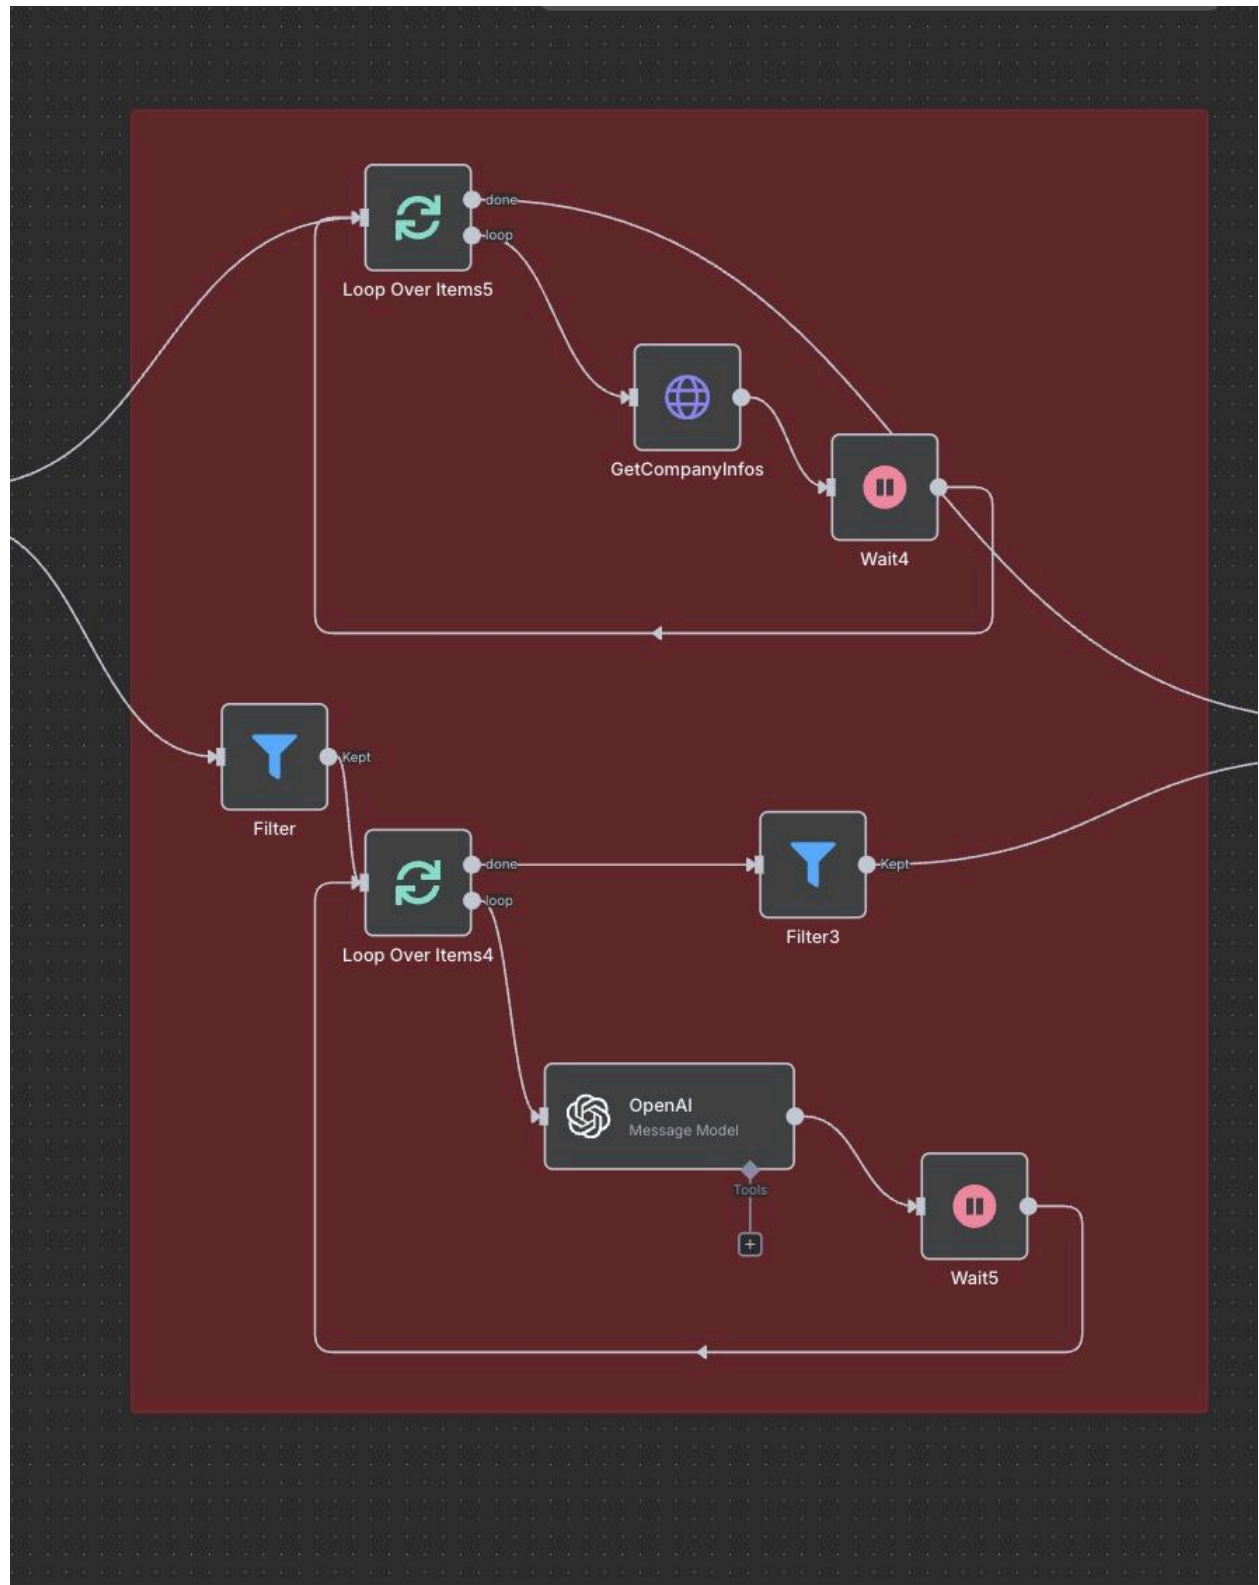 done
loop
Loop Over Items5
GetCompanyInfos
Wait4
Kept
Filter
done
loop
Loop Over Items4
Kept
Filter3
OpenAI
Message Model
Tools
Wait5